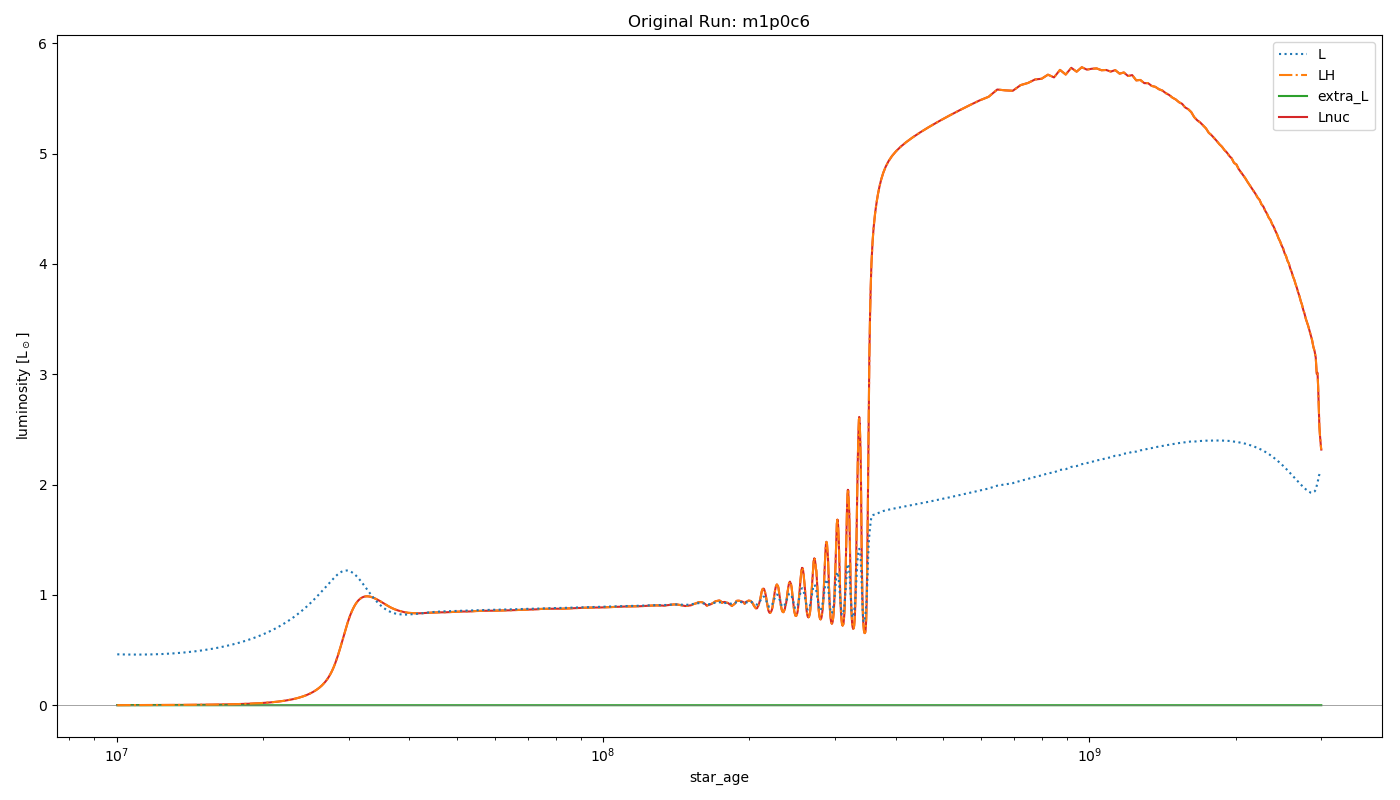 Original Run: m1p0c6
6
5
4
3
2
1
0
luminosity [L⊙]
10⁷
10⁸
10⁹
star_age
L
LH
extra_L
Lnuc